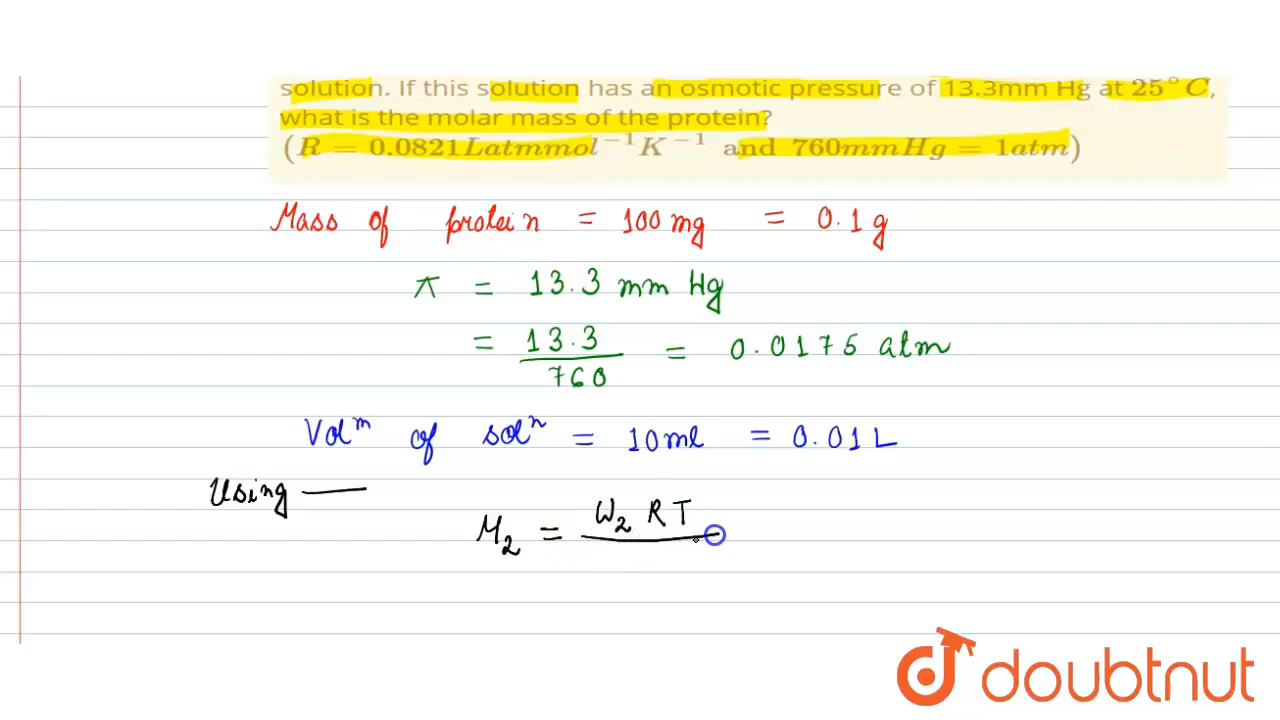 solution. If this solution has an osmotic pressure of 13.3mm Hg at 25°C,
what is the molar mass of the protein?
(R = 0.0821Latmmol⁻¹K⁻¹ and 760mmHg = 1atm)
Mass of protein = 100 mg = 0.1 g
π = 13.3 mm Hg
= 13.3/760 = 0.0175 atm
Volᵐ of solⁿ = 10ml = 0.01 L
Using —
M₂ = W₂ R T
doubtnut